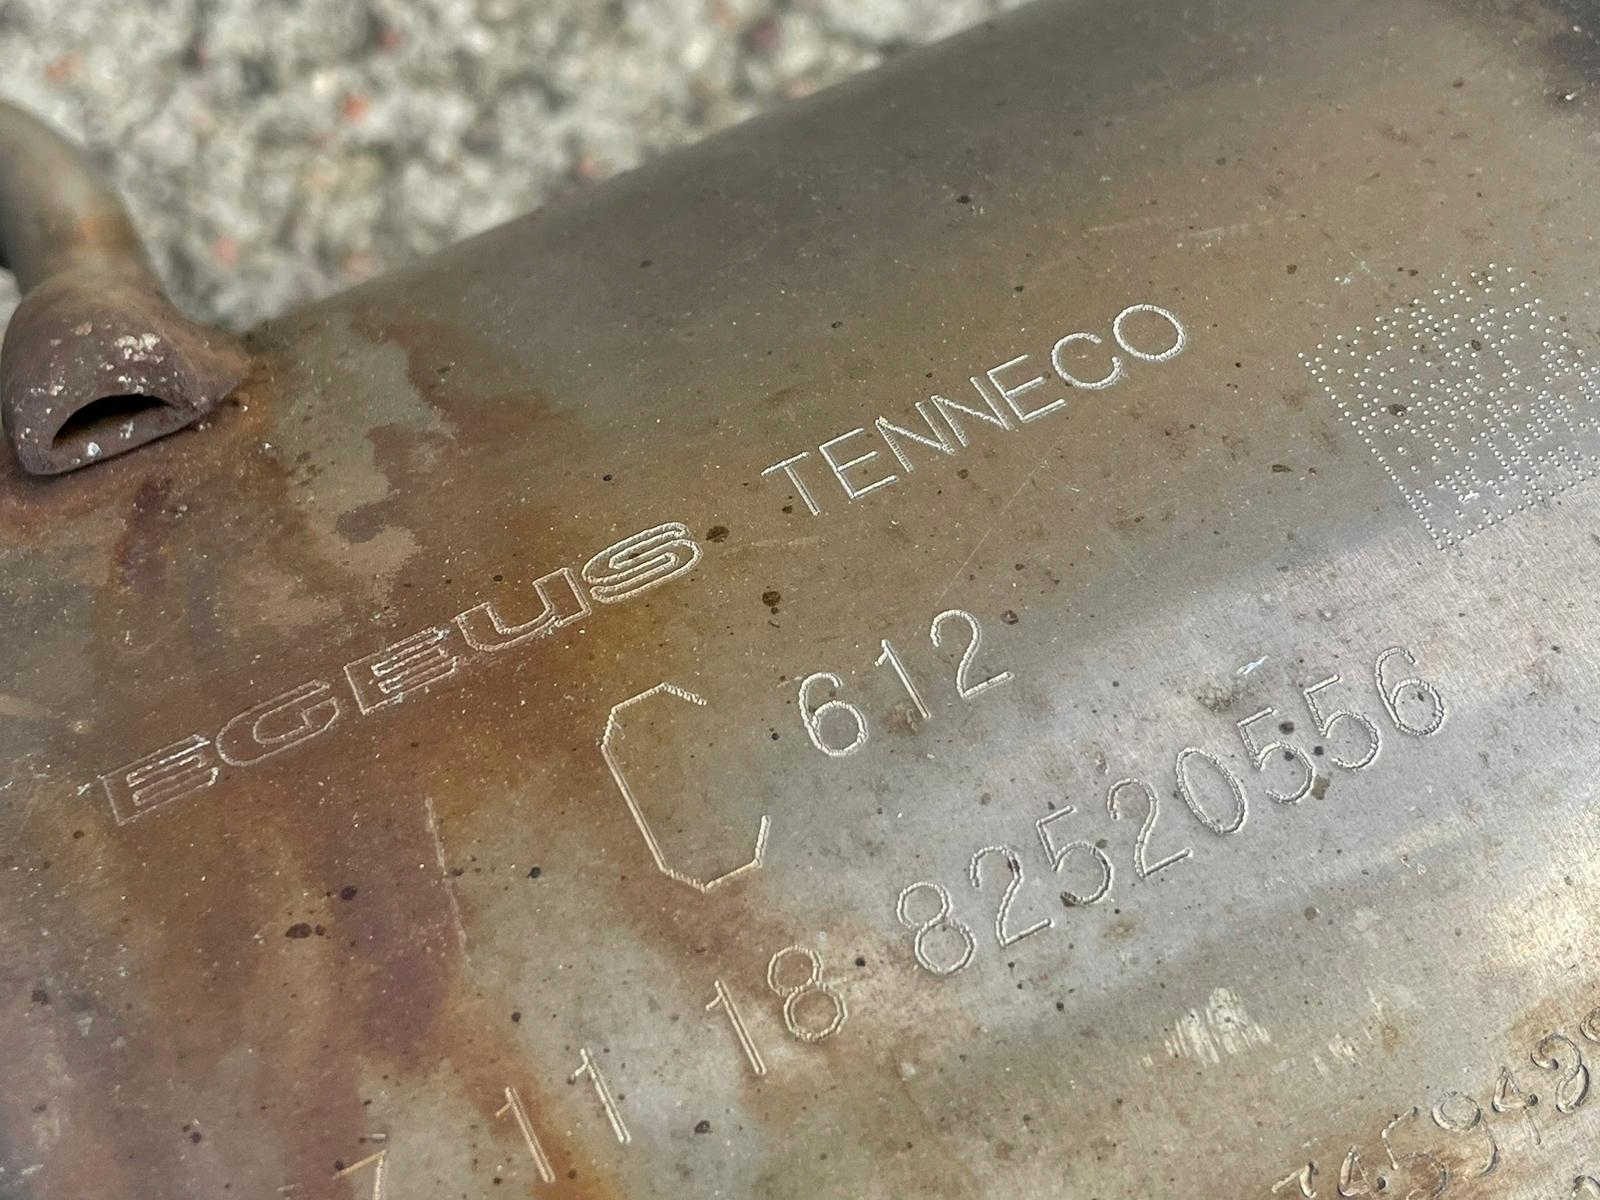 EGEUS TENNECO
C 612
18 82520556
11